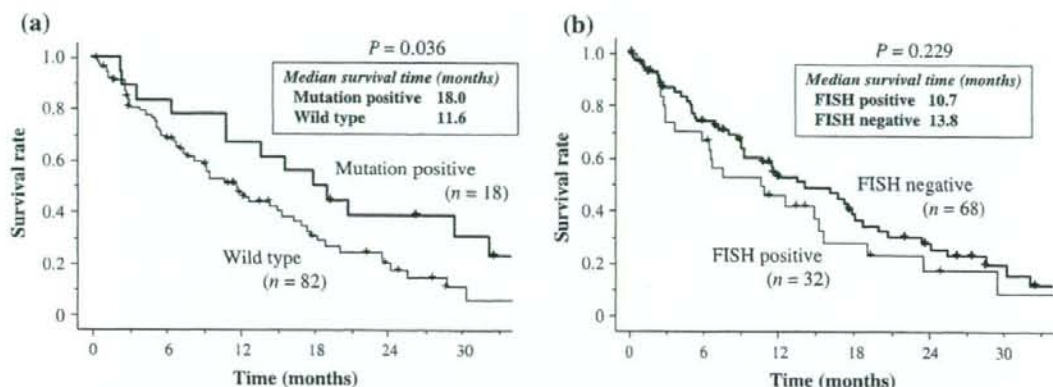 (a)
P = 0.036
Median survival time (months)
Mutation positive 18.0
Wild type 11.6
Survival rate
1.0
0.8
0.6
0.4
0.2
0
Mutation positive
(n = 18)
Wild type
(n = 82)
0 6 12 18 24 30
Time (months)
(b)
P = 0.229
Median survival time (months)
FISH positive 10.7
FISH negative 13.8
Survival rate
1.0
0.8
0.6
0.4
0.2
0
FISH negative
(n = 68)
FISH positive
(n = 32)
0 6 12 18 24 30
Time (months)